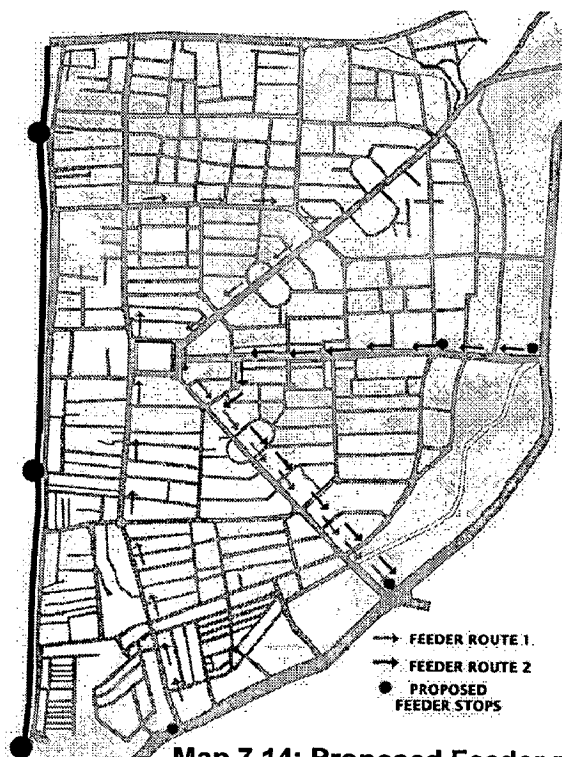 FEEDER ROUTE 1
FEEDER ROUTE 2
PROPOSED
FEEDER STOPS
Map 7.14: Proposed Feeder